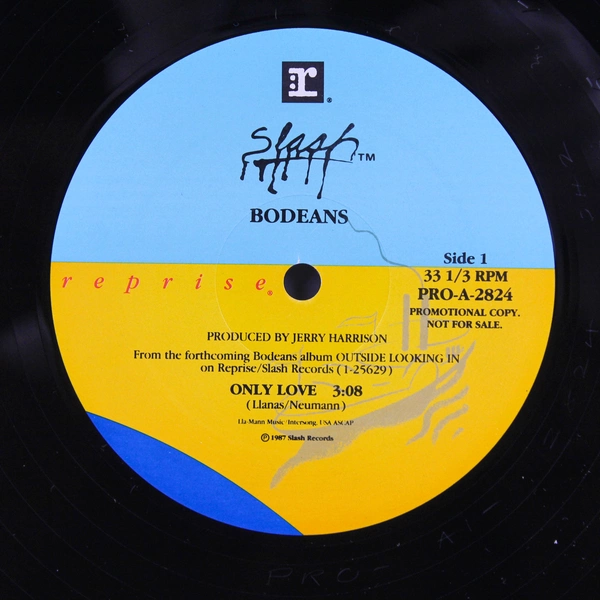 r
®
Slash™
BODEANS
Side 1
33 1/3 RPM
reprise®
PRO-A-2824
PROMOTIONAL COPY.
NOT FOR SALE.
PRODUCED BY JERRY HARRISON
From the forthcoming Bodeans album OUTSIDE LOOKING IN
on Reprise/Slash Records (1-25629)
ONLY LOVE 3:08
(Llanas/Neumann)
Lla-Mann Music/Intersong, USA ASCAP
℗ 1987 Slash Records
PRO-